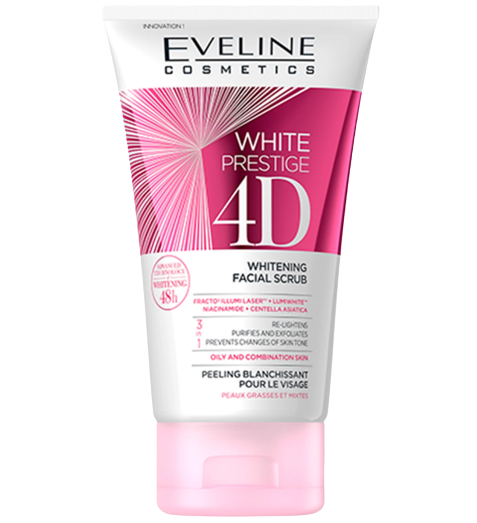 INNOVATION!
EVELINE
COSMETICS
WHITE
PRESTIGE
4D
WHITENING
FACIAL SCRUB
ADVANCED
TECHNOLOGY
WHITENING
48h
FRACTO² ILLUMI LASER™ • LUMIWHITE™
NIACINAMIDE • CENTELLA ASIATICA
3 in 1
RE-LIGHTENS
PURIFIES AND EXFOLIATES
PREVENTS CHANGES OF SKIN TONE
OILY AND COMBINATION SKIN
PEELING BLANCHISSANT
POUR LE VISAGE
PEAUX GRASSES ET MIXTES